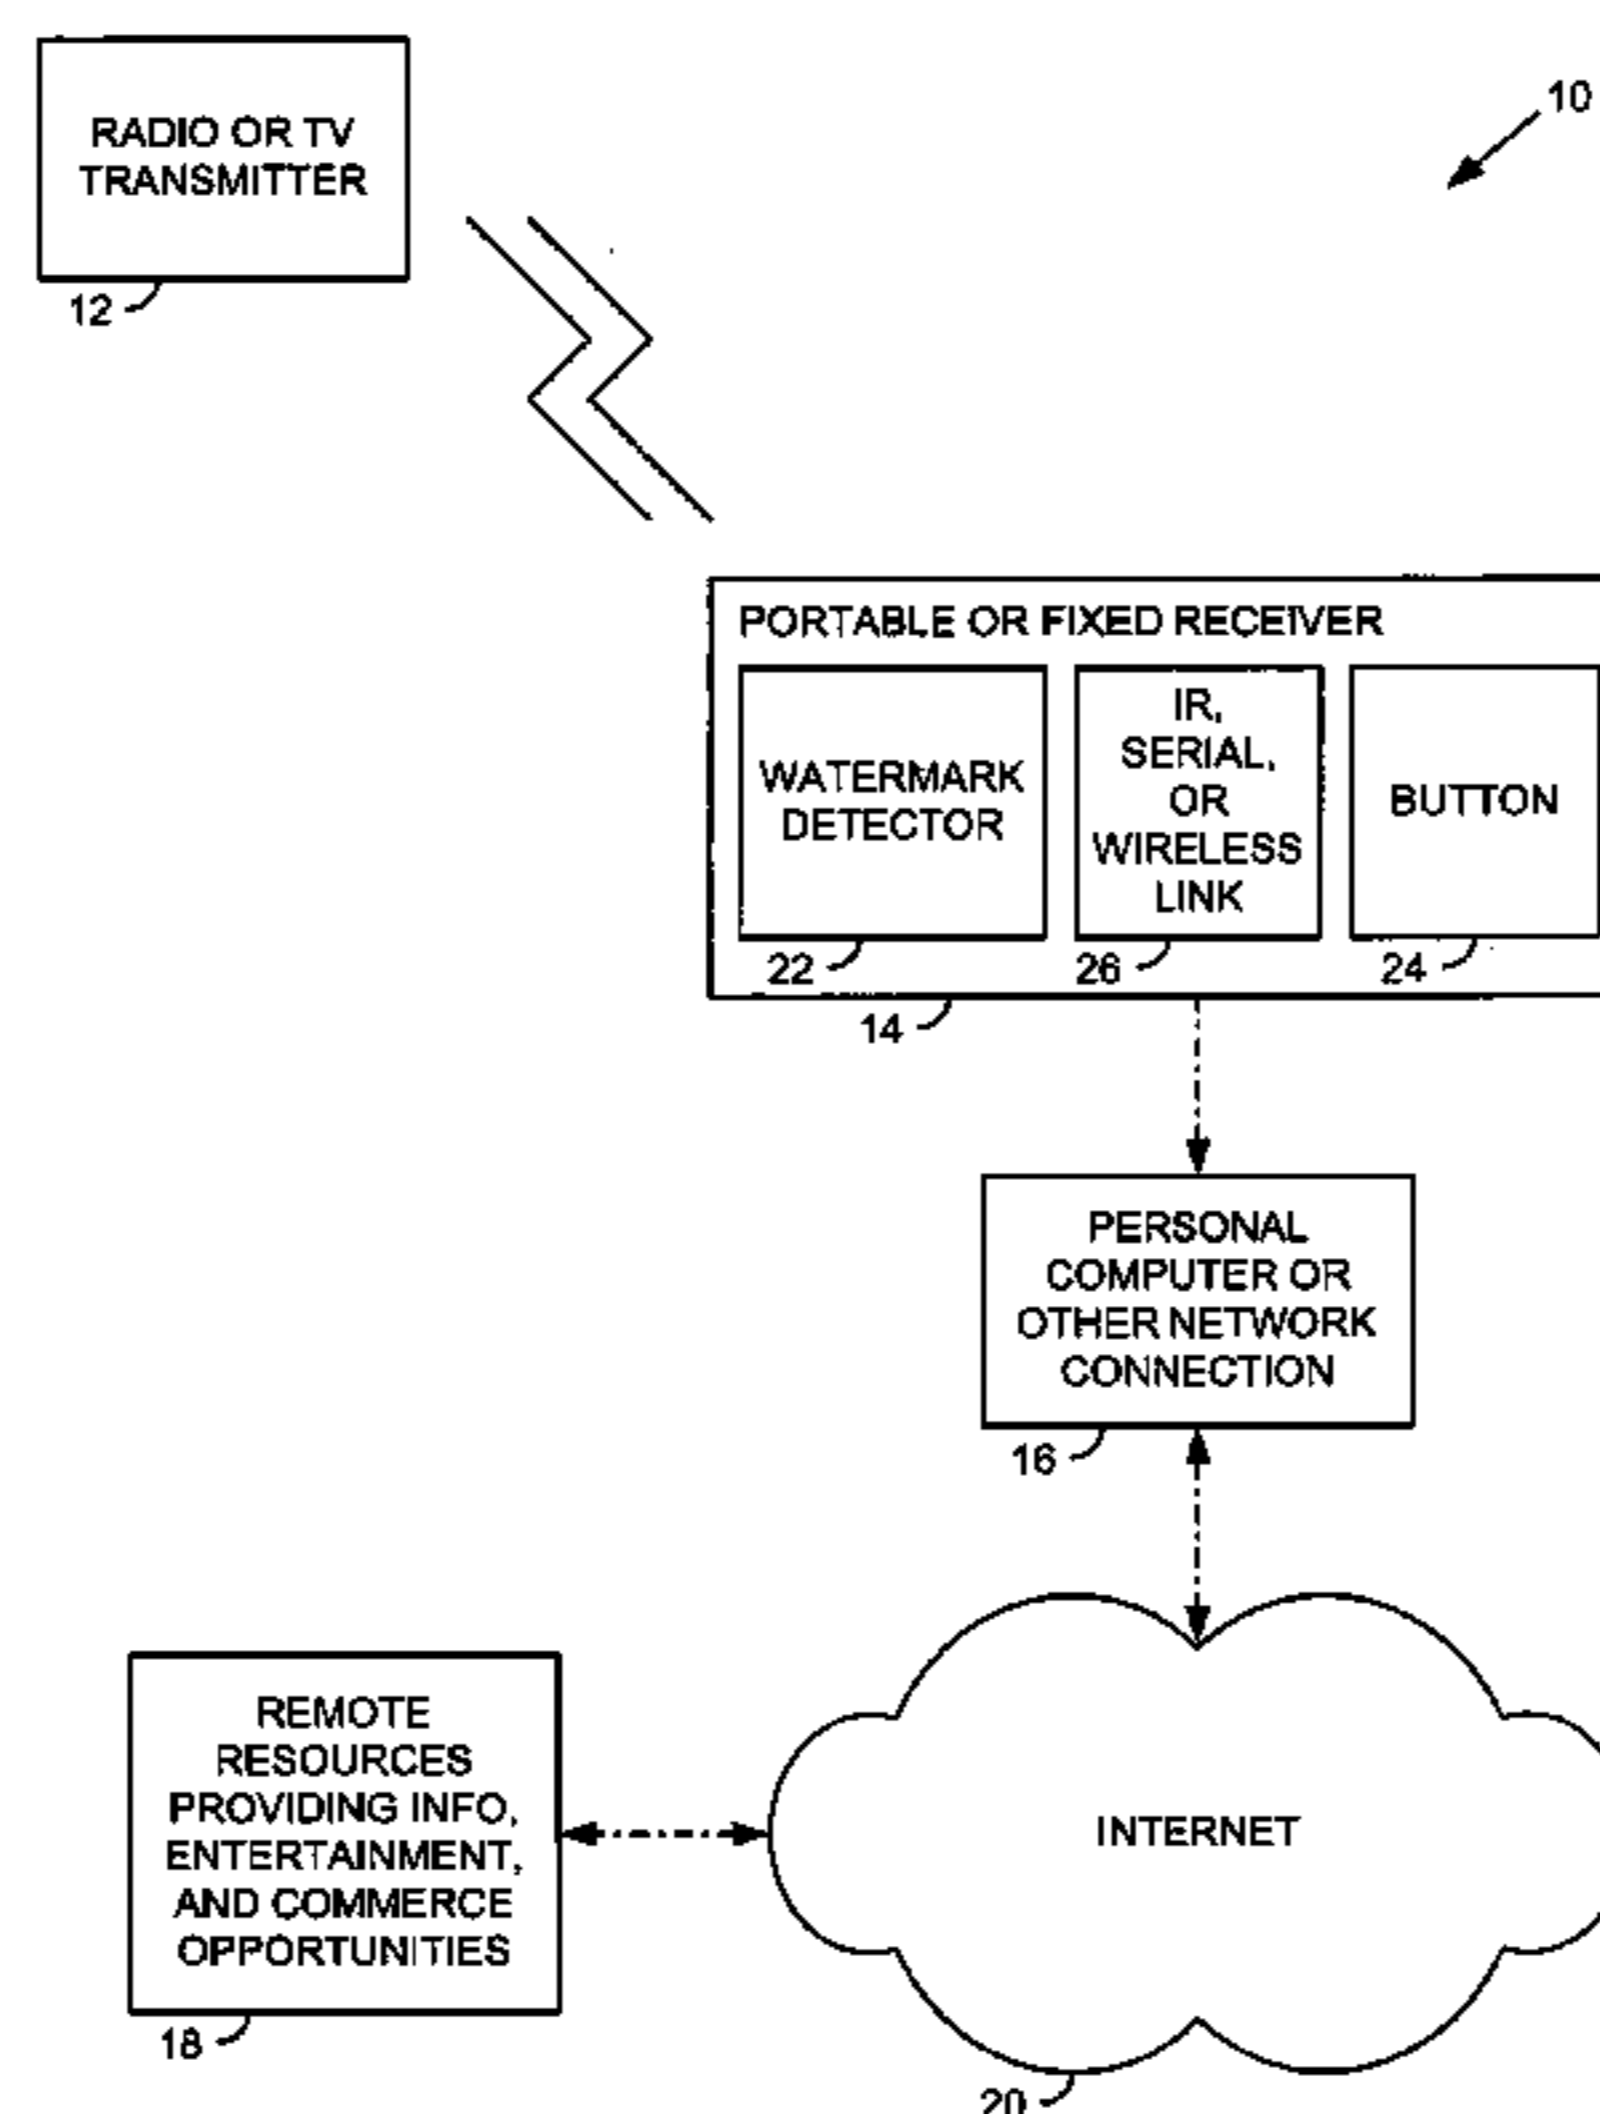 10
RADIO OR TV
TRANSMITTER
12
PORTABLE OR FIXED RECEIVER
WATERMARK
DETECTOR
22
IR,
SERIAL,
OR
WIRELESS
LINK
26
BUTTON
24
14
PERSONAL
COMPUTER OR
OTHER NETWORK
CONNECTION
16
REMOTE
RESOURCES
PROVIDING INFO,
ENTERTAINMENT,
AND COMMERCE
OPPORTUNITIES
18
INTERNET
20